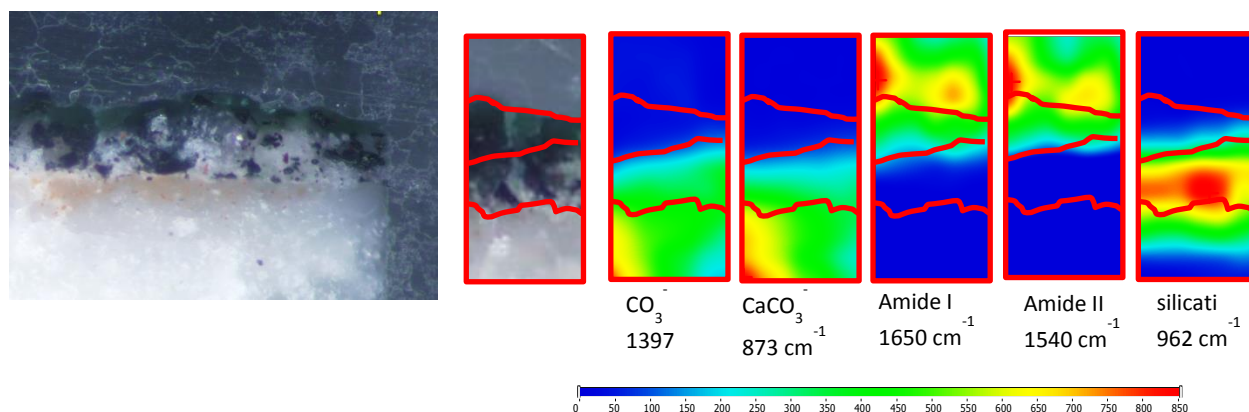 CO₃⁻
1397
CaCO₃⁻
873 cm⁻¹
Amide I
1650 cm⁻¹
Amide II
1540 cm⁻¹
silicati
962 cm⁻¹
0 50 100 150 200 250 300 350 400 450 500 550 600 650 700 750 800 850